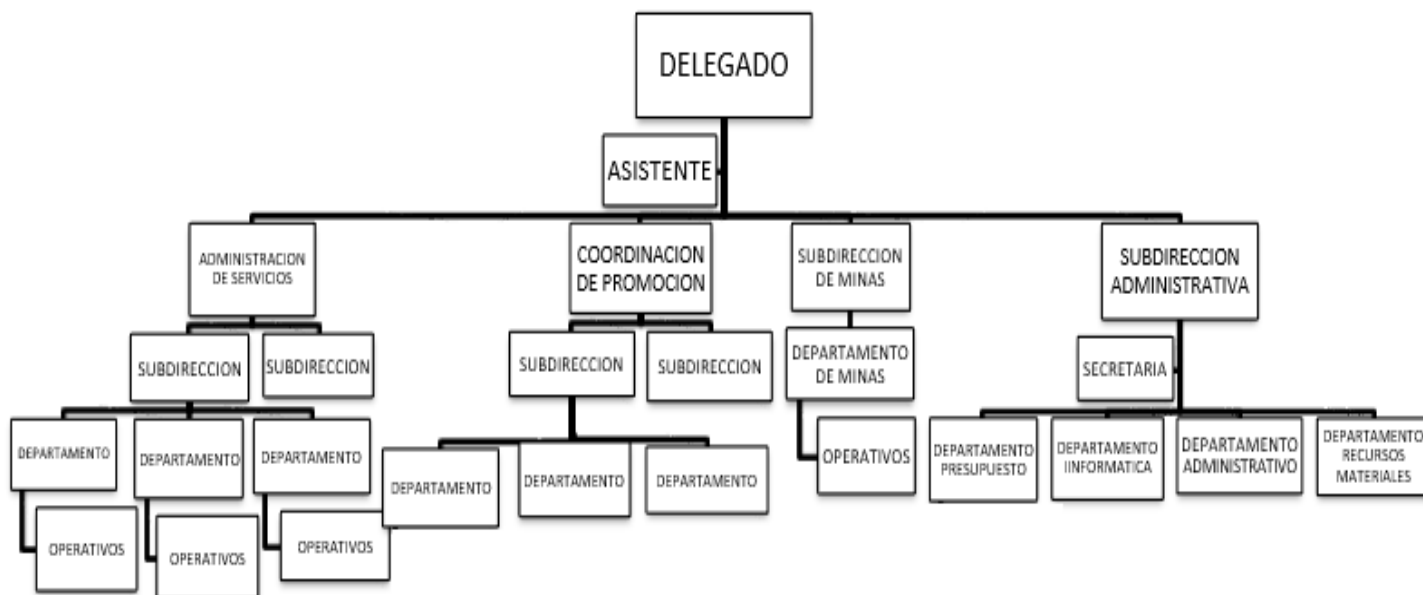 DELEGADO
ASISTENTE
ADMINISTRACION
DE SERVICIOS
COORDINACION
DE PROMOCION
SUBDIRECCION
DE MINAS
SUBDIRECCION
ADMINISTRATIVA
SUBDIRECCION
SUBDIRECCION
SUBDIRECCION
SUBDIRECCION
DEPARTAMENTO
DE MINAS
SECRETARIA
DEPARTAMENTO
DEPARTAMENTO
DEPARTAMENTO
DEPARTAMENTO
DEPARTAMENTO
DEPARTAMENTO
OPERATIVOS
DEPARTAMENTO
PRESUPUESTO
DEPARTAMENTO
IINFORMATICA
DEPARTAMENTO
ADMINISTRATIVO
DEPARTAMENTO
RECURSOS
MATERIALES
OPERATIVOS
OPERATIVOS
OPERATIVOS